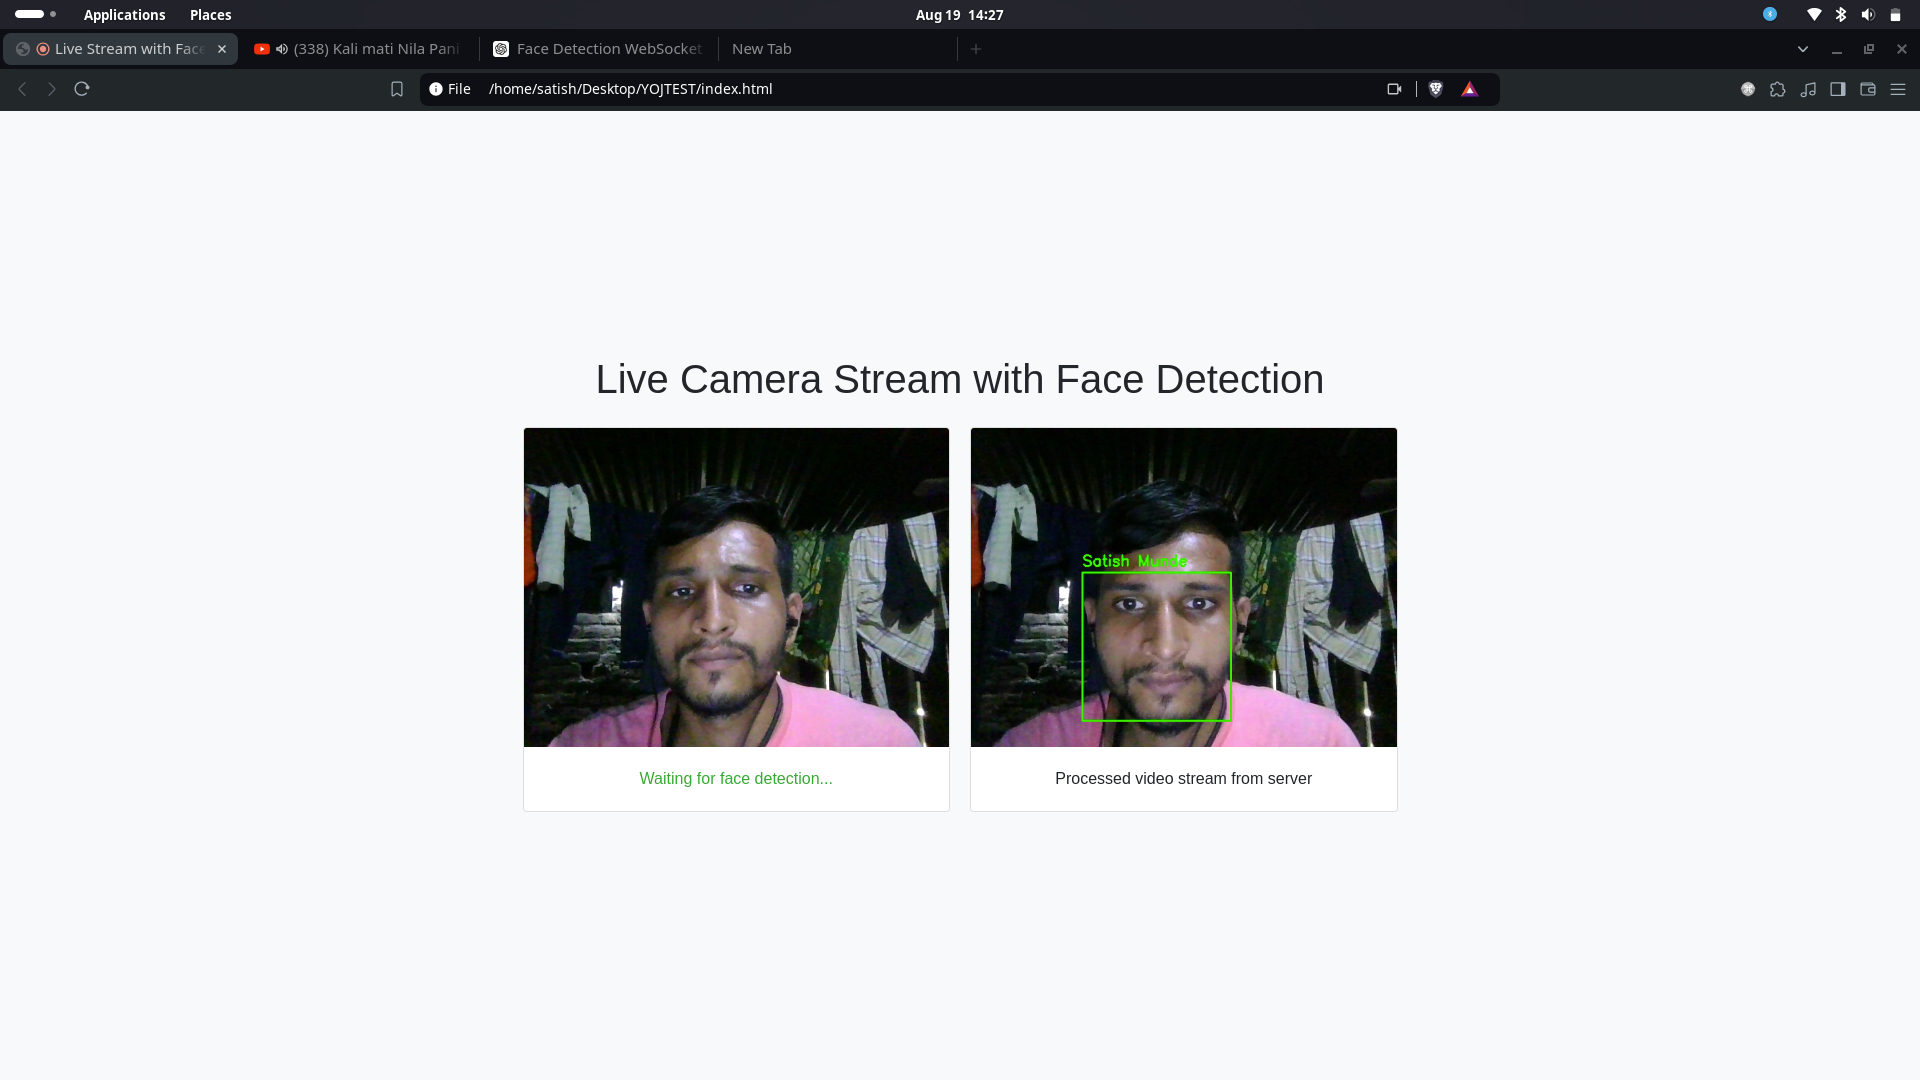 Applications Places Aug 19 14:27
Live Stream with Face
(338) Kali mati Nila Pani
Face Detection WebSocket
New Tab
File /home/satish/Desktop/YOJTEST/index.html
Live Camera Stream with Face Detection
Satish Munde
Waiting for face detection...
Processed video stream from server